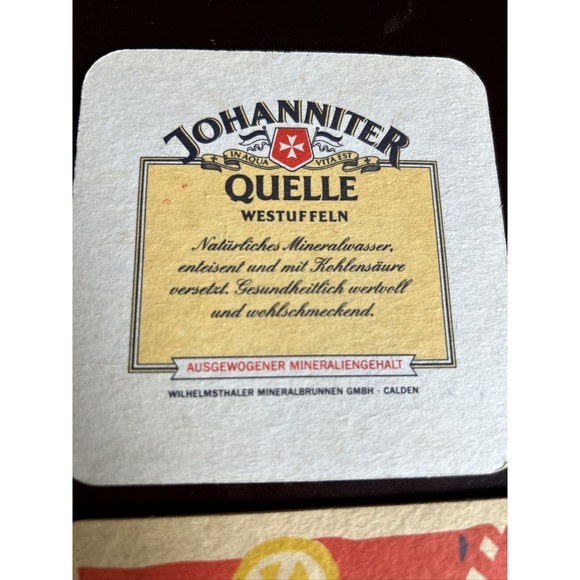 JOHANNITER
IN AQUA VITA EST
QUELLE
WESTUFFELN
Natürliches Mineralwasser,
enteisent und mit Kohlensäure
versetzt. Gesundheitlich wertvoll
und wohlschmeckend.
AUSGEWOGENER MINERALIENGEHALT
WILHELMSTHALER MINERALBRUNNEN GMBH · CALDEN